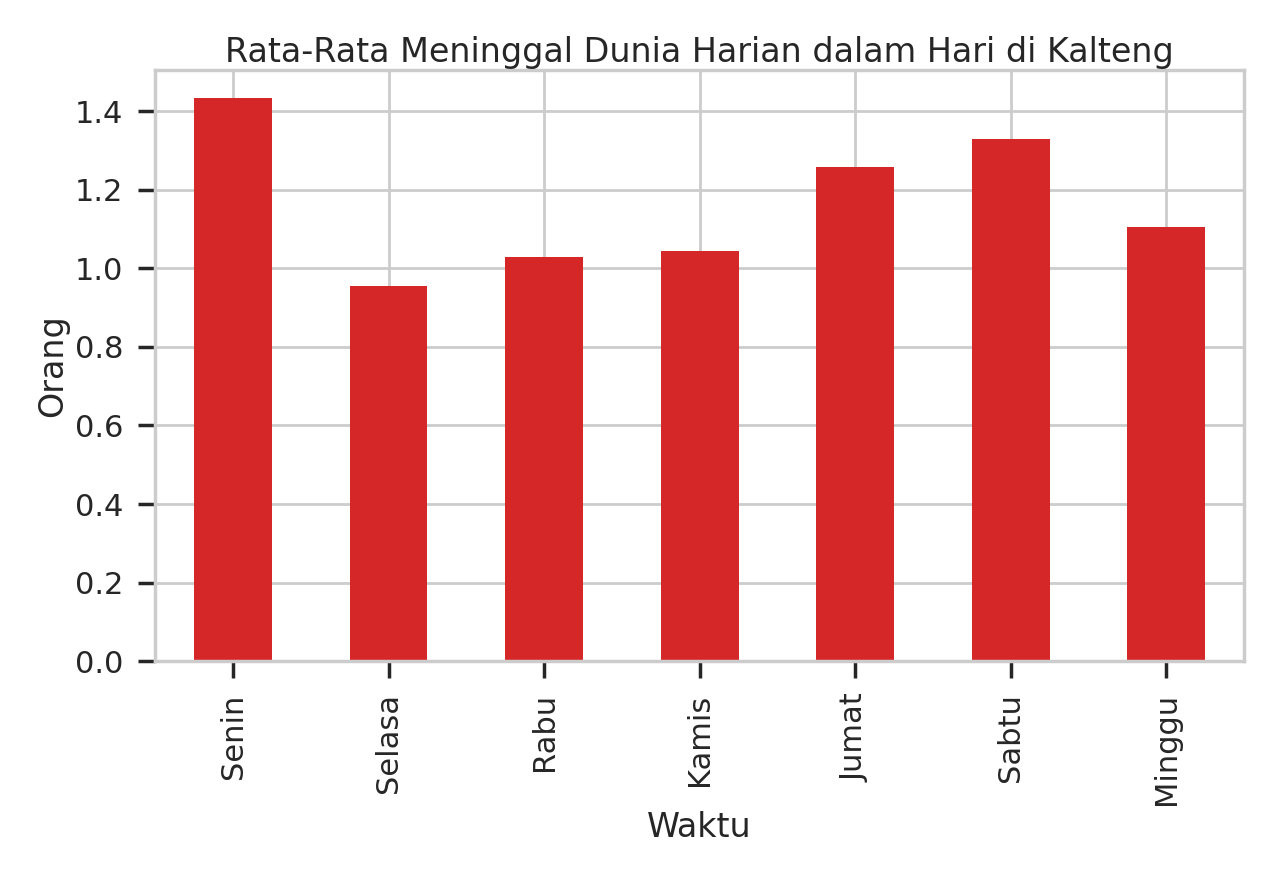 Rata-Rata Meninggal Dunia Harian dalam Hari di Kalteng
1.4
1.2
1.0
0.8
0.6
0.4
0.2
0.0
Orang
Senin
Selasa
Rabu
Kamis
Jumat
Sabtu
Minggu
Waktu